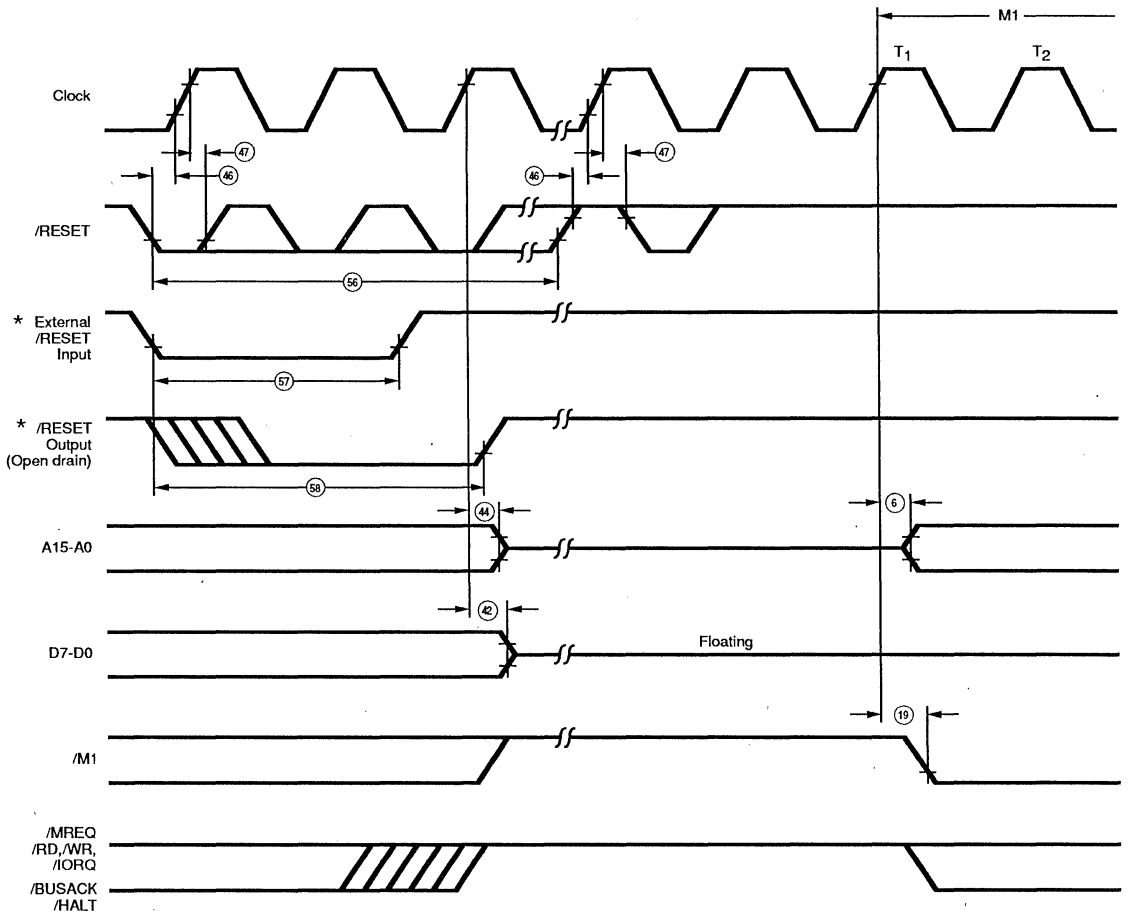 M1
T1 T2
Clock
47 47
46 46
/RESET
56
* External
/RESET
Input
57
* /RESET
Output
(Open drain)
58
44 6
A15-A0
42
D7-D0 Floating
19
/M1
/MREQ
/RD,/WR,
/IORQ
/BUSACK
/HALT